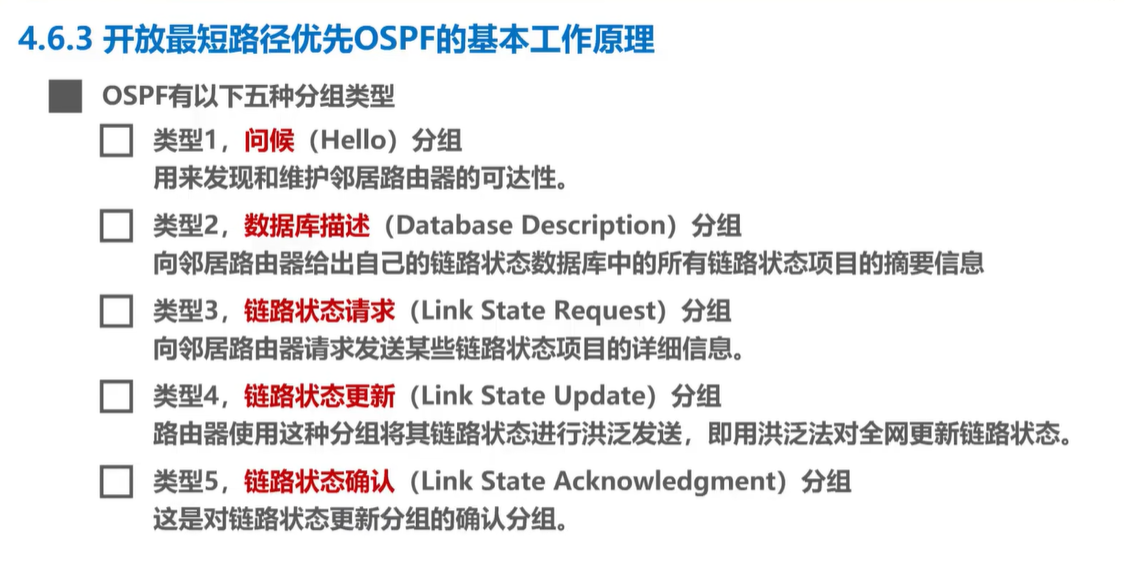 4.6.3 开放最短路径优先OSPF的基本工作原理
OSPF有以下五种分组类型
类型1，问候（Hello）分组
用来发现和维护邻居路由器的可达性。
类型2，数据库描述（Database Description）分组
向邻居路由器给出自己的链路状态数据库中的所有链路状态项目的摘要信息
类型3，链路状态请求（Link State Request）分组
向邻居路由器请求发送某些链路状态项目的详细信息。
类型4，链路状态更新（Link State Update）分组
路由器使用这种分组将其链路状态进行洪泛发送，即用洪泛法对全网更新链路状态。
类型5，链路状态确认（Link State Acknowledgment）分组
这是对链路状态更新分组的确认分组。